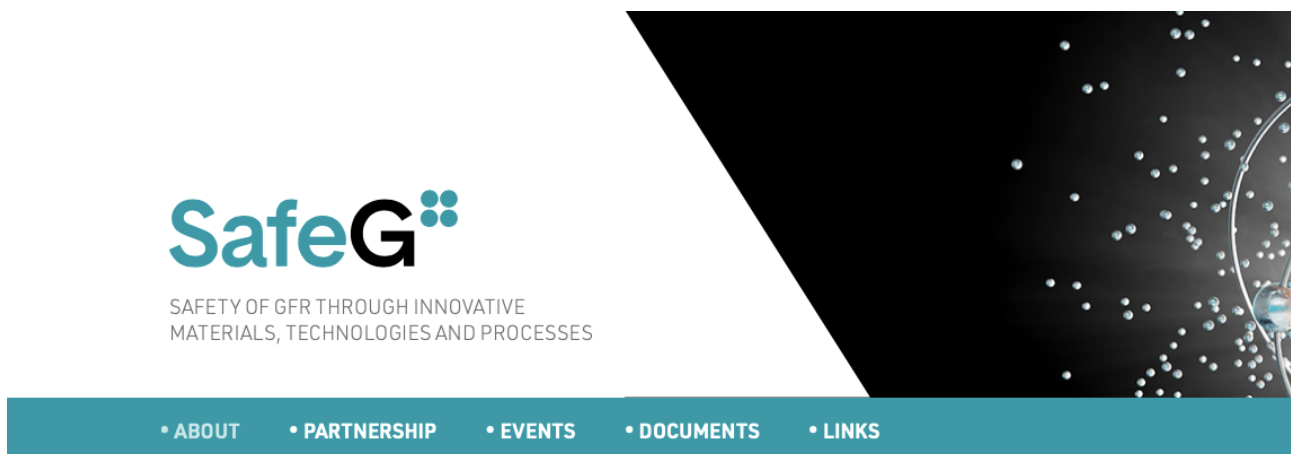 SafeG
SAFETY OF GFR THROUGH INNOVATIVE
MATERIALS, TECHNOLOGIES AND PROCESSES
• ABOUT • PARTNERSHIP • EVENTS • DOCUMENTS • LINKS